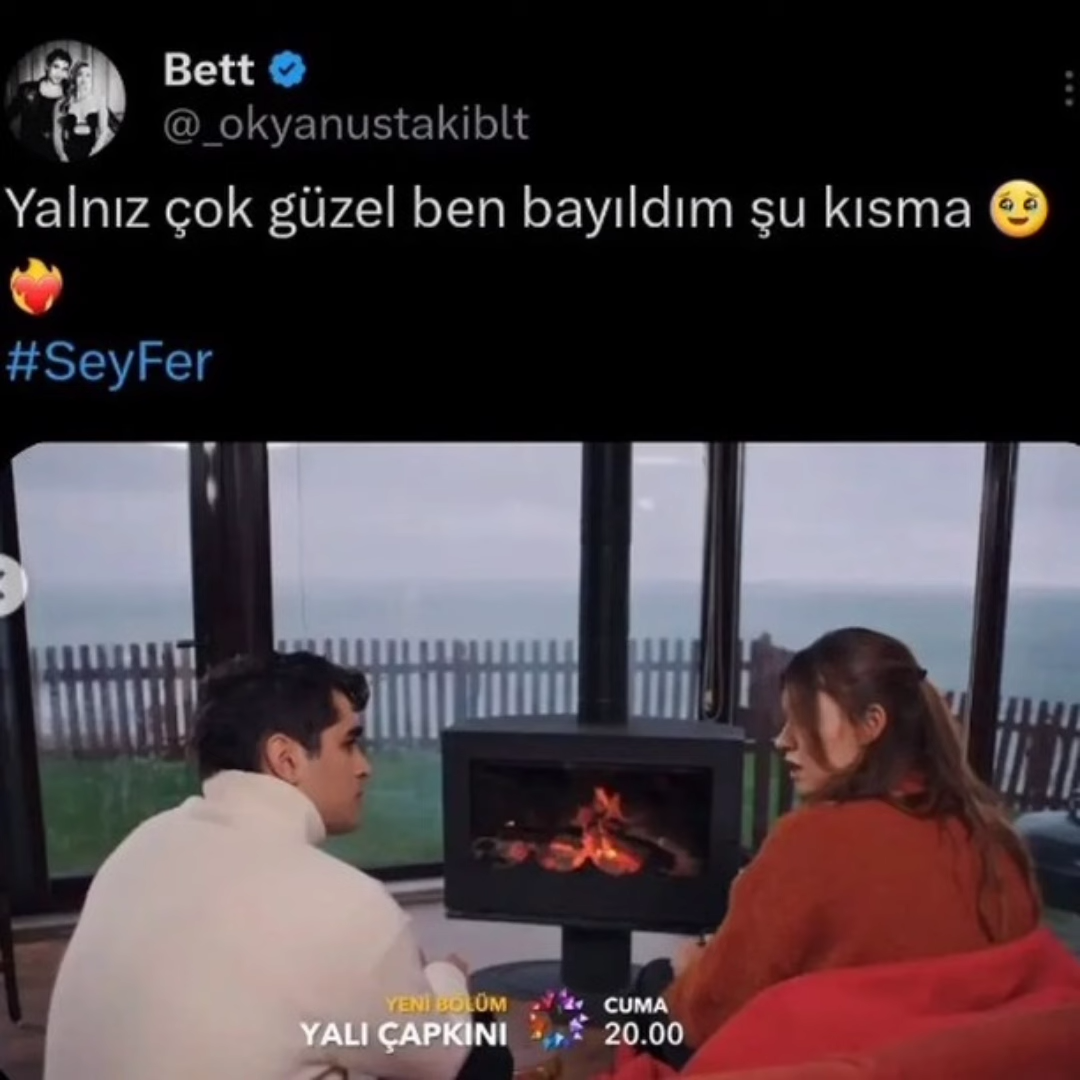 Bett
@_okyanustakiblt
Yalnız çok güzel ben bayıldım şu kısma 🥹
❤️‍🔥
#SeyFer
YENİ BÖLÜM
YALI ÇAPKINI
CUMA
20.00